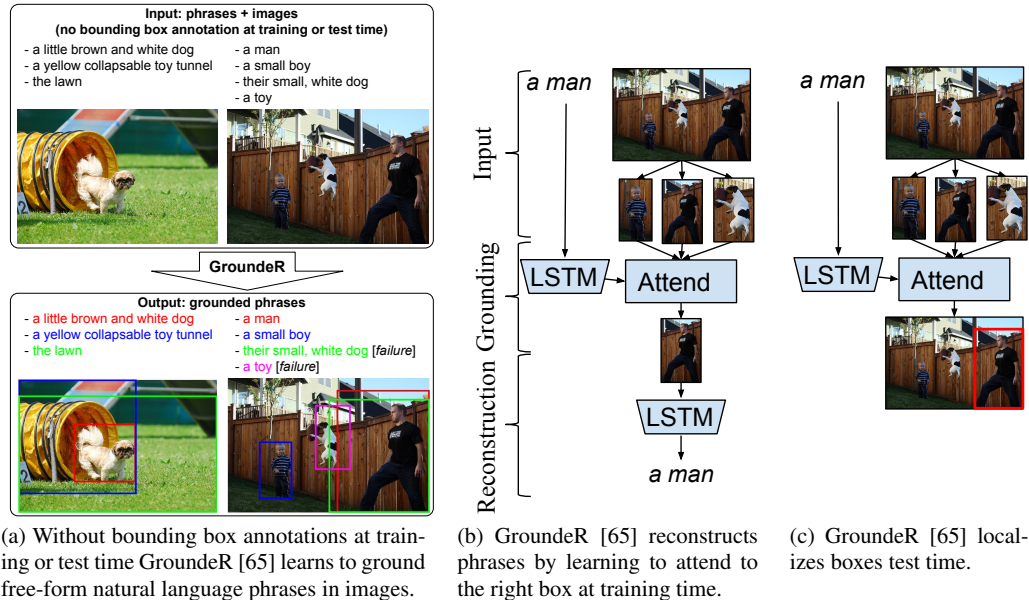 Input: phrases + images
(no bounding box annotation at training or test time)
- a little brown and white dog
- a yellow collapsable toy tunnel
- the lawn
- a man
- a small boy
- their small, white dog
- a toy
2
GroundeR
Output: grounded phrases
- a little brown and white dog
- a yellow collapsable toy tunnel
- the lawn
- a man
- a small boy
- their small, white dog [failure]
- a toy [failure]
2
(a) Without bounding box annotations at train-
ing or test time GroundeR [65] learns to ground
free-form natural language phrases in images.
Input
Grounding
Reconstruction
a man
LSTM
Attend
LSTM
a man
(b) GroundeR [65] reconstructs
phrases by learning to attend to
the right box at training time.
a man
LSTM
Attend
(c) GroundeR [65] local-
izes boxes test time.